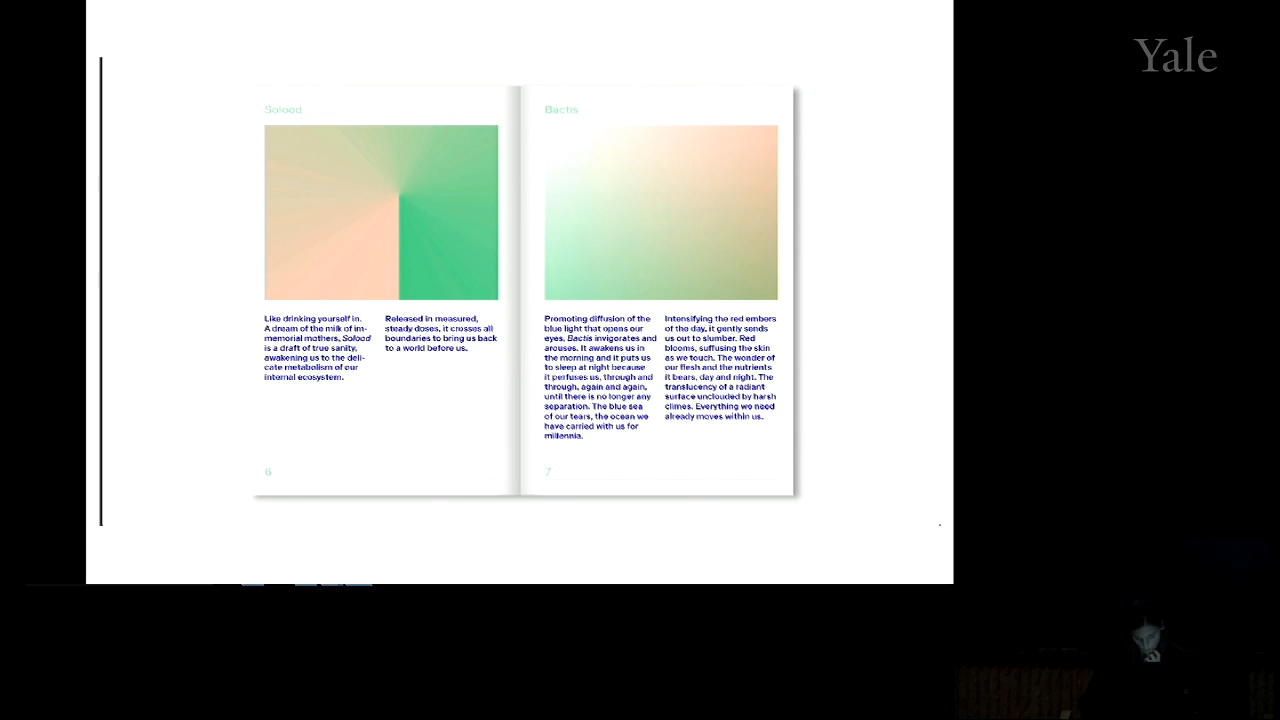 Yale
Solood
Like drinking yourself in.
A dream of the milk of im-
memorial mothers, Solood
is a draft of true sanity,
awakening us to the deli-
cate metabolism of our
internal ecosystem.
Released in measured,
steady doses, it crosses all
boundaries to bring us back
to a world before us.
6
Bactis
Promoting diffusion of the
blue light that opens our
eyes, Bactis invigorates and
arouses. It awakens us in
the morning and it puts us
to sleep at night because
it perfuses us, through and
through, again and again,
until there is no longer any
separation. The blue sea
of our tears, the ocean we
have carried with us for
millennia.
Intensifying the red embers
of the day, it gently sends
us out to slumber. Red
blooms, suffusing the skin
as we touch. The wonder of
our flesh and the nutrients
it bears, day and night. The
translucency of a radiant
surface unclouded by harsh
climes. Everything we need
already moves within us.
7